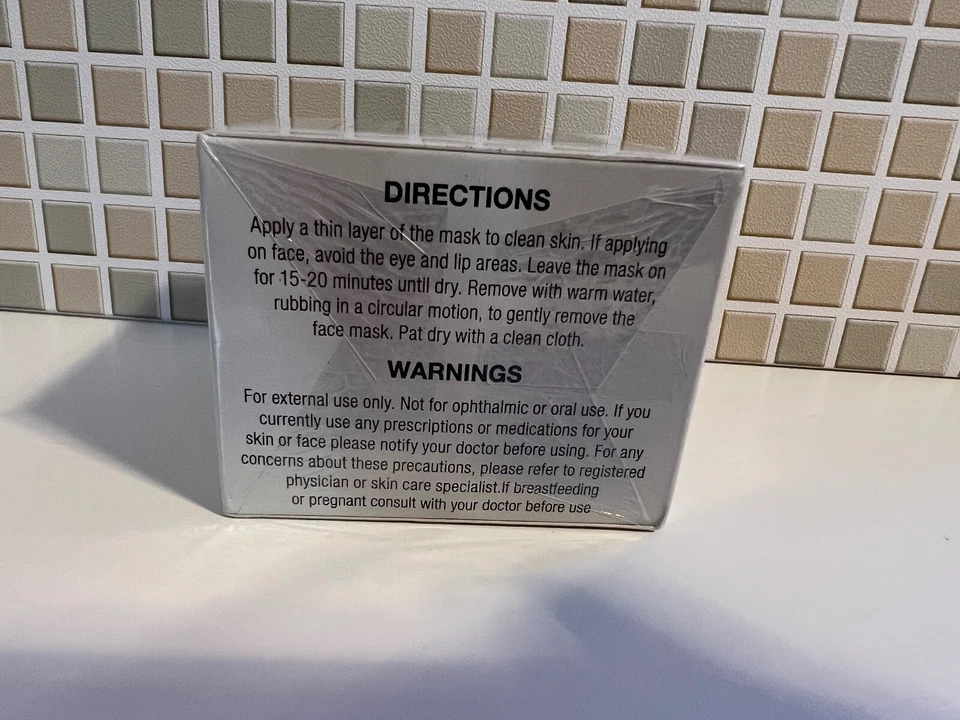 DIRECTIONS
Apply a thin layer of the mask to clean skin. If applying
on face, avoid the eye and lip areas. Leave the mask on
for 15-20 minutes until dry. Remove with warm water,
rubbing in a circular motion, to gently remove the
face mask. Pat dry with a clean cloth.
WARNINGS
For external use only. Not for ophthalmic or oral use. If you
currently use any prescriptions or medications for your
skin or face please notify your doctor before using. For any
concerns about these precautions, please refer to registered
physician or skin care specialist.If breastfeeding
or pregnant consult with your doctor before use